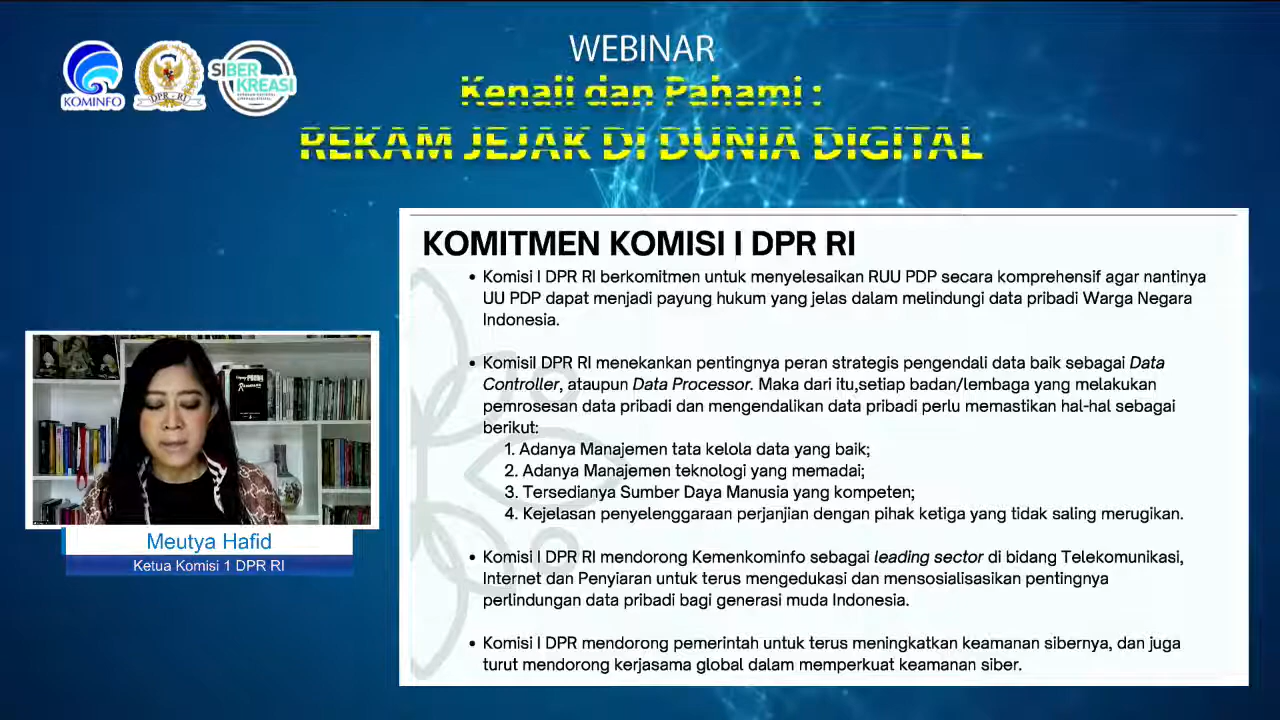 KOMINFO
DPR - RI
SIBER
KREASI
WEBINAR
Kenali dan Pahami :
REKAM JEJAK DI DUNIA DIGITAL
KOMITMEN KOMISI I DPR RI
• Komisi I DPR RI berkomitmen untuk menyelesaikan RUU PDP secara komprehensif agar nantinya
UU PDP dapat menjadi payung hukum yang jelas dalam melindungi data pribadi Warga Negara
Indonesia.
• KomisiI DPR RI menekankan pentingnya peran strategis pengendali data baik sebagai Data
Controller, ataupun Data Processor. Maka dari itu,setiap badan/lembaga yang melakukan
pemrosesan data pribadi dan mengendalikan data pribadi perlu memastikan hal-hal sebagai
berikut:
1. Adanya Manajemen tata kelola data yang baik;
2. Adanya Manajemen teknologi yang memadai;
3. Tersedianya Sumber Daya Manusia yang kompeten;
4. Kejelasan penyelenggaraan perjanjian dengan pihak ketiga yang tidak saling merugikan.
• Komisi I DPR RI mendorong Kemenkominfo sebagai leading sector di bidang Telekomunikasi,
Internet dan Penyiaran untuk terus mengedukasi dan mensosialisasikan pentingnya
perlindungan data pribadi bagi generasi muda Indonesia.
• Komisi I DPR mendorong pemerintah untuk terus meningkatkan keamanan sibernya, dan juga
turut mendorong kerjasama global dalam memperkuat keamanan siber.
Meutya Hafid
Ketua Komisi 1 DPR RI